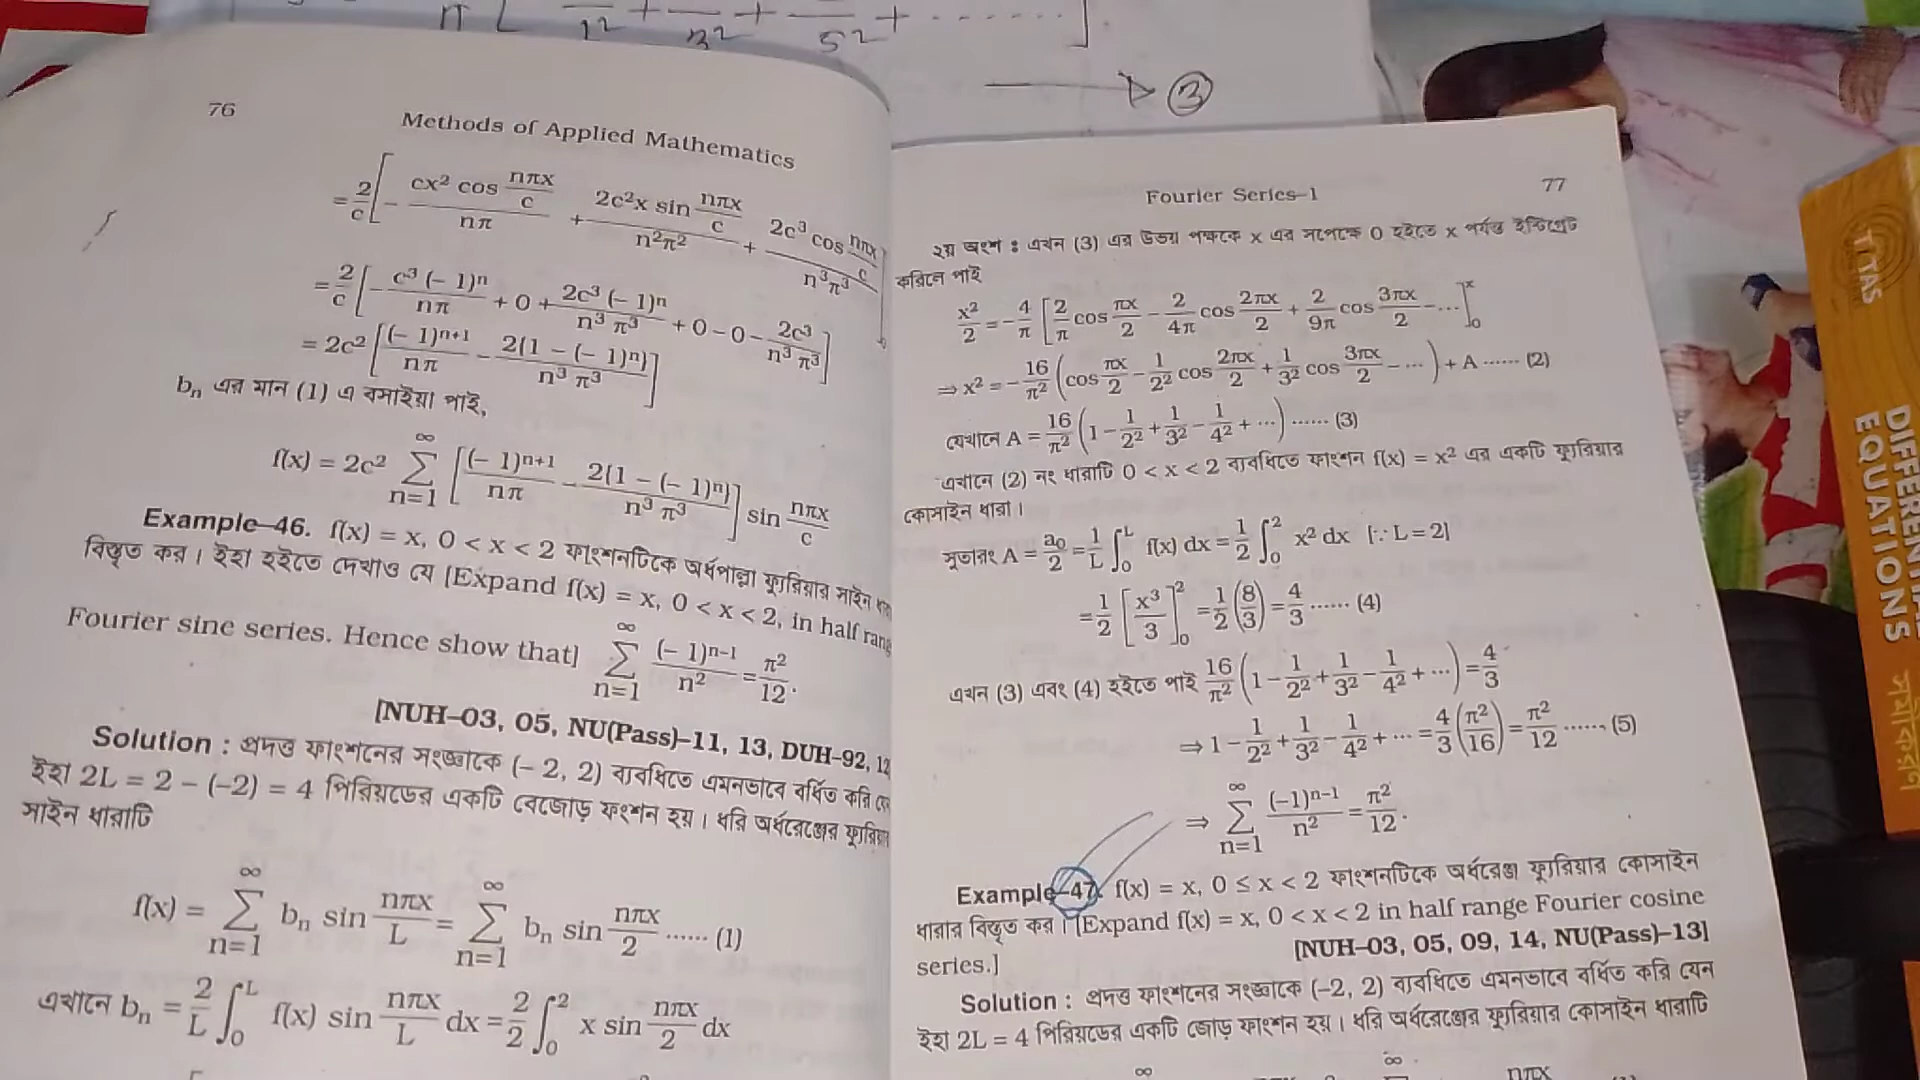 π [ 1² + 3² + 5² + ......]
③
76
Methods of Applied Mathematics
= 2/c [ - cx² cos nπx/c / nπ + 2c²x sin nπx/c / n²π² + 2c³ cos nπx/c / n³π³ ]
= 2/c [ - c³ (- 1)ⁿ / nπ + 0 + 2c³ (- 1)ⁿ / n³ π³ + 0 - 0 - 2c³ / n³ π³ ]
= 2c² [ (- 1)ⁿ⁺¹ / nπ - 2{1 - (- 1)ⁿ} / n³ π³ ]
bₙ এর মান (1) এ বসাইয়া পাই,
f(x) = 2c² ∑ₙ₌₁^∞ [ (- 1)ⁿ⁺¹ / nπ - 2{1 - (- 1)ⁿ} / n³ π³ ] sin nπx/c
Example–46. f(x) = x, 0 < x < 2 ফাংশনটিকে অর্ধপাল্লা ফ্যুরিয়ার সাইন
বিস্তৃত কর। ইহা হইতে দেখাও যে [Expand f(x) = x, 0 < x < 2, in half rang
Fourier sine series. Hence show that] ∑ₙ₌₁^∞ (- 1)ⁿ⁻¹ / n² = π²/12.
[NUH–03, 05, NU(Pass)–11, 13, DUH–92, 12
Solution : প্রদত্ত ফাংশনের সংজ্ঞাকে (– 2, 2) ব্যবধিতে এমনভাবে বর্ধিত করি
ইহা 2L = 2 – (–2) = 4 পিরিয়ডের একটি বেজোড় ফংশন হয়। ধরি অর্ধরেঞ্জের
সাইন ধারাটি
f(x) = ∑ₙ₌₁^∞ bₙ sin nπx/L = ∑ₙ₌₁^∞ bₙ sin nπx/2 ...... (1)
এখানে bₙ = 2/L ∫₀^L f(x) sin nπx/L dx = 2/2 ∫₀² x sin nπx/2 dx
Fourier Series–1
77
২য় অংশ : এখন (3) এর উভয় পক্ষকে x এর সাপেক্ষে 0 হইতে x পর্যন্ত ইন্টিগ্রেট
করিলে পাই
x²/2 = - 4/π [ 2/π cos πx/2 - 2/4π cos 2πx/2 + 2/9π cos 3πx/2 - ... ]₀ˣ
⇒ x² = - 16/π² ( cos πx/2 - 1/2² cos 2πx/2 + 1/3² cos 3πx/2 - ... ) + A ...... (2)
যেখানে A = 16/π² ( 1 - 1/2² + 1/3² - 1/4² + ... ) ...... (3)
এখানে (2) নং ধারাটি 0 < x < 2 ব্যবধিতে ফাংশন f(x) = x² এর একটি ফ্যুরিয়ার
কোসাইন ধারা।
সুতরাং A = a₀/2 = 1/L ∫₀^L f(x) dx = 1/2 ∫₀² x² dx [∵ L = 2]
= 1/2 [ x³/3 ]₀² = 1/2 (8/3) = 4/3 ...... (4)
এখন (3) এবং (4) হইতে পাই 16/π² ( 1 - 1/2² + 1/3² - 1/4² + ... ) = 4/3
⇒ 1 - 1/2² + 1/3² - 1/4² + ... = 4/3 (π²/16) = π²/12 ...... (5)
⇒ ∑ₙ₌₁^∞ (-1)ⁿ⁻¹ / n² = π²/12.
Example–47. f(x) = x, 0 ≤ x < 2 ফাংশনটিকে অর্ধরেঞ্জ ফ্যুরিয়ার কোসাইন
ধারায় বিস্তৃত কর। [Expand f(x) = x, 0 < x < 2 in half range Fourier cosine
series.] [NUH–03, 05, 09, 14, NU(Pass)–13]
Solution : প্রদত্ত ফাংশনের সংজ্ঞাকে (–2, 2) ব্যবধিতে এমনভাবে বর্ধিত করি যেন
ইহা 2L = 4 পিরিয়ডের একটি জোড় ফাংশন হয়। ধরি অর্ধরেঞ্জের ফ্যুরিয়ার কোসাইন ধারাটি
TITAS
DIFFERENTIAL
EQUATIONS